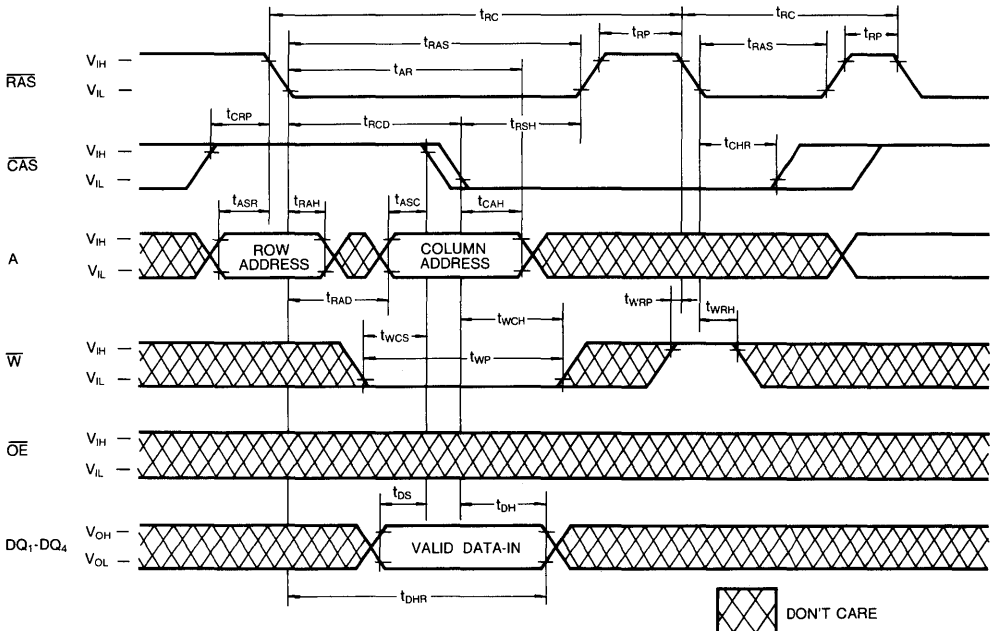 tRC tRC
tRAS tRP tRAS tRP
tAR
RAS VIH
VIL
tCRP tRCD tRSH tCHR
CAS VIH
VIL
tASR tRAH tASC tCAH
A VIH
VIL
ROW ADDRESS
COLUMN ADDRESS
tRAD tWRP tWRH
tWCS tWCH
tWP
W VIH
VIL
OE VIH
VIL
tDS tDH
DQ1-DQ4 VOH
VOL
VALID DATA-IN
tDHR
DON'T CARE